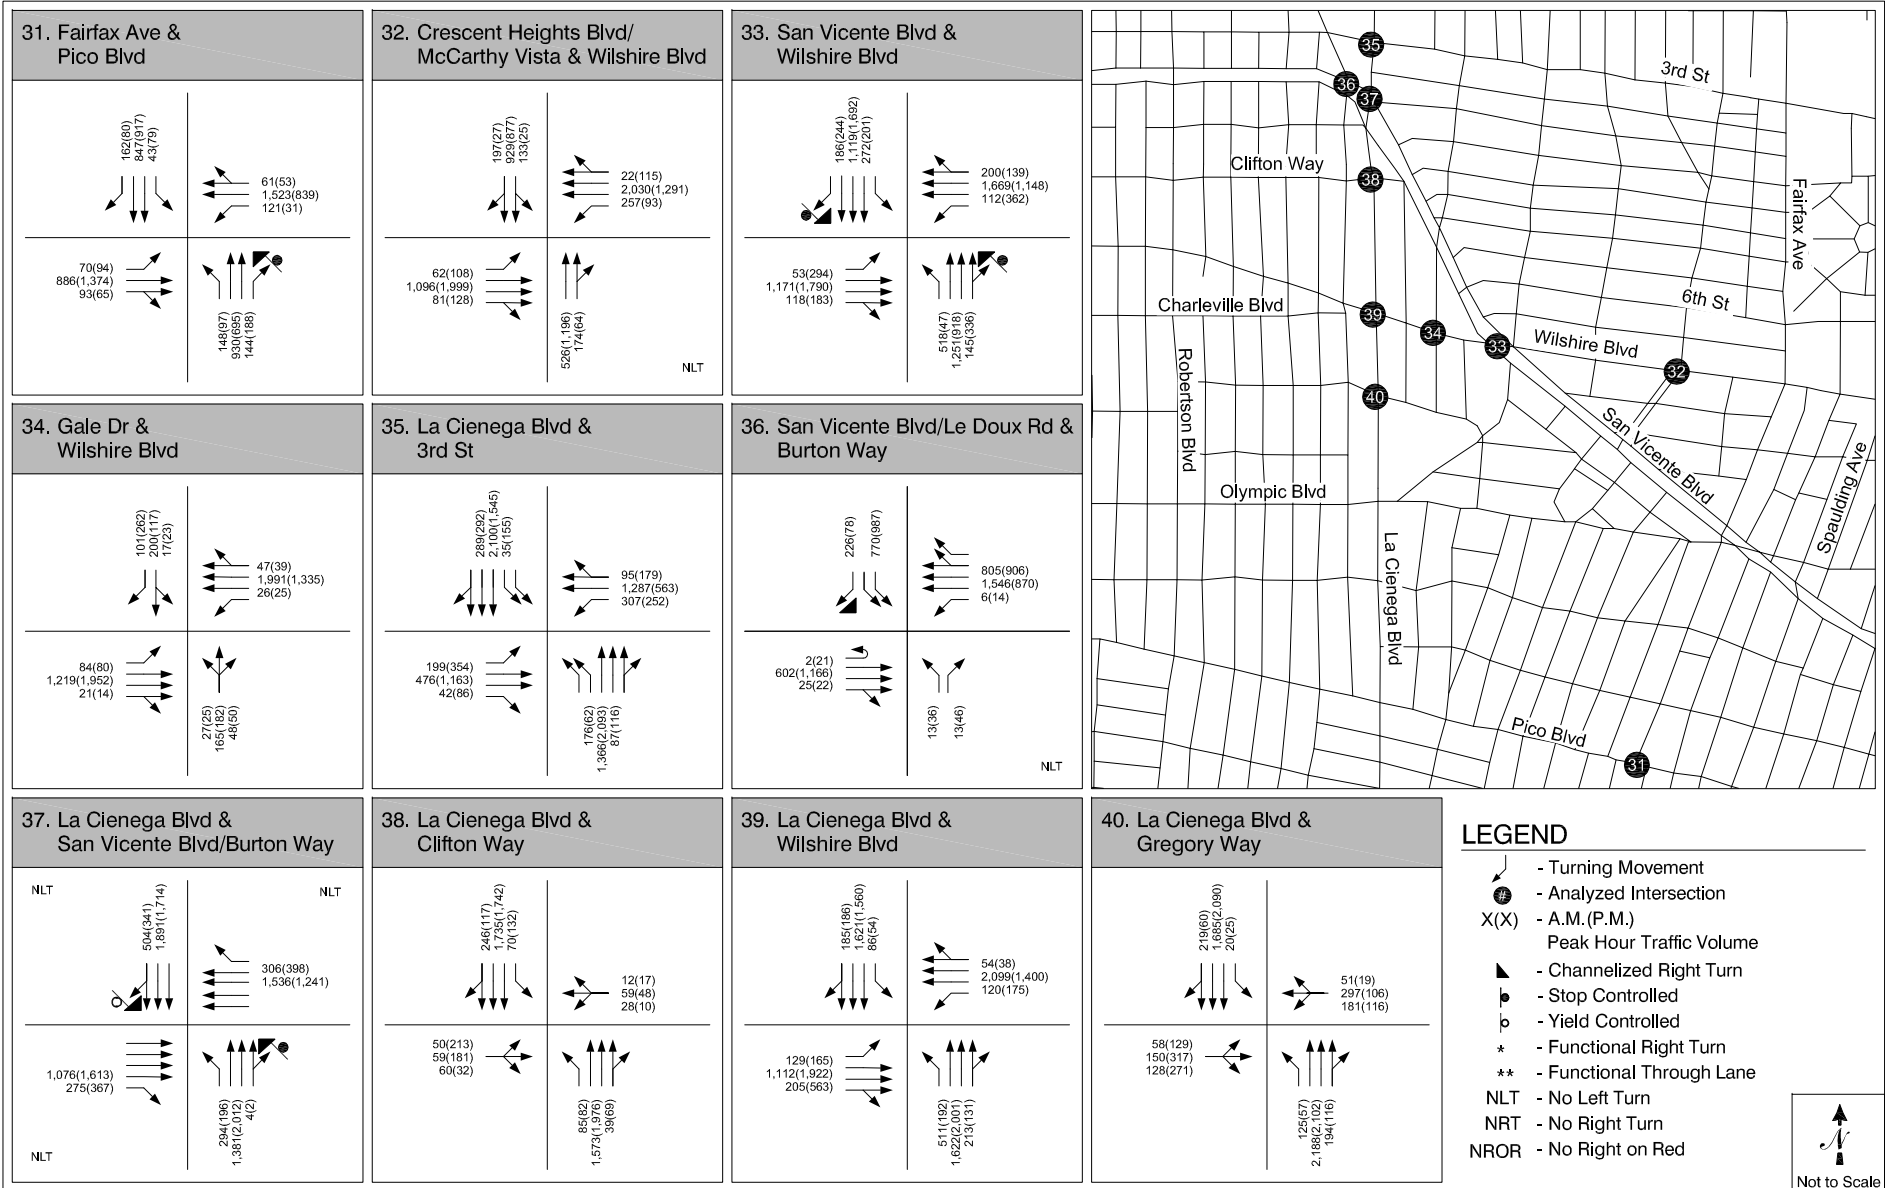 31. Fairfax Ave &
Pico Blvd
162(80)
847(917)
43(79)
61(53)
1,523(839)
121(31)
70(94)
886(1,374)
93(65)
148(97)
930(695)
144(188)
32. Crescent Heights Blvd/
McCarthy Vista & Wilshire Blvd
197(27)
929(877)
133(25)
22(115)
2,030(1,291)
257(93)
62(108)
1,096(1,999)
81(128)
526(1,196)
174(64)
NLT
33. San Vicente Blvd &
Wilshire Blvd
186(244)
1,119(1,692)
272(201)
200(139)
1,669(1,148)
112(362)
53(294)
1,171(1,790)
118(183)
518(47)
1,251(918)
145(336)
34. Gale Dr &
Wilshire Blvd
101(262)
200(117)
17(23)
47(39)
1,991(1,335)
26(25)
84(80)
1,219(1,952)
21(14)
27(25)
165(182)
48(50)
35. La Cienega Blvd &
3rd St
289(292)
2,100(1,545)
35(155)
95(179)
1,287(563)
307(252)
199(354)
476(1,163)
42(86)
176(62)
1,366(2,093)
87(116)
36. San Vicente Blvd/Le Doux Rd &
Burton Way
226(78)
770(987)
805(906)
1,546(870)
6(14)
2(21)
602(1,166)
25(22)
13(36)
13(46)
NLT
37. La Cienega Blvd &
San Vicente Blvd/Burton Way
NLT
NLT
504(341)
1,891(1,714)
306(398)
1,536(1,241)
1,076(1,613)
275(367)
294(196)
1,381(2,012)
4(2)
NLT
38. La Cienega Blvd &
Clifton Way
246(117)
1,735(1,742)
70(132)
12(17)
59(48)
28(10)
50(213)
59(181)
60(32)
85(82)
1,573(1,976)
39(69)
39. La Cienega Blvd &
Wilshire Blvd
185(186)
1,621(1,560)
86(54)
54(38)
2,099(1,400)
120(175)
129(165)
1,112(1,922)
205(563)
511(192)
1,622(2,001)
213(131)
40. La Cienega Blvd &
Gregory Way
219(60)
1,685(2,090)
20(25)
51(19)
297(106)
181(116)
58(129)
150(317)
128(271)
125(57)
2,188(2,102)
194(116)
35
3rd St
36
37
Clifton Way
38
Fairfax Ave
6th St
Charleville Blvd
39
34
33
Wilshire Blvd
32
Robertson Blvd
40
San Vicente Blvd
Olympic Blvd
Spaulding Ave
La Cienega Blvd
Pico Blvd
31
LEGEND
- Turning Movement
# - Analyzed Intersection
X(X) - A.M.(P.M.)
Peak Hour Traffic Volume
- Channelized Right Turn
- Stop Controlled
- Yield Controlled
* - Functional Right Turn
** - Functional Through Lane
NLT - No Left Turn
NRT - No Right Turn
NROR - No Right on Red
N
Not to Scale